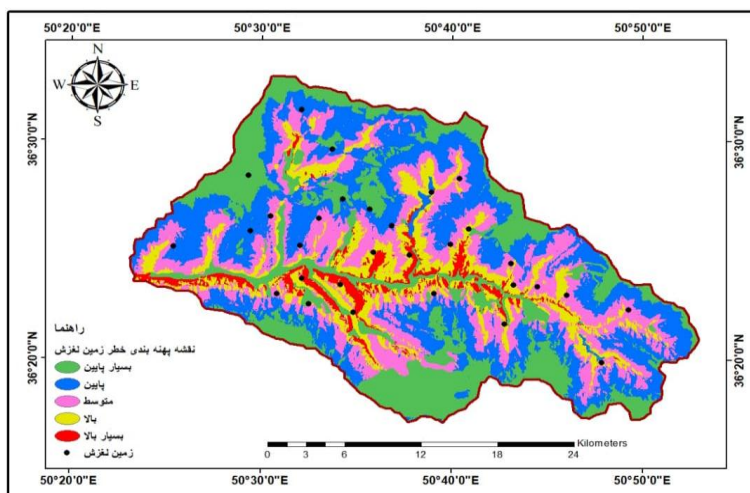 50°20'0"E 50°30'0"E 50°40'0"E 50°50'0"E
N
W E
S
36°30'0"N 36°30'0"N
36°20'0"N 36°20'0"N
راهنما
نقشه پهنه بندی خطر زمین لغزش
بسیار پایین
پایین
متوسط
بالا
بسیار بالا
زمین لغزش
Kilometers
0 3 6 12 18 24
50°20'0"E 50°30'0"E 50°40'0"E 50°50'0"E